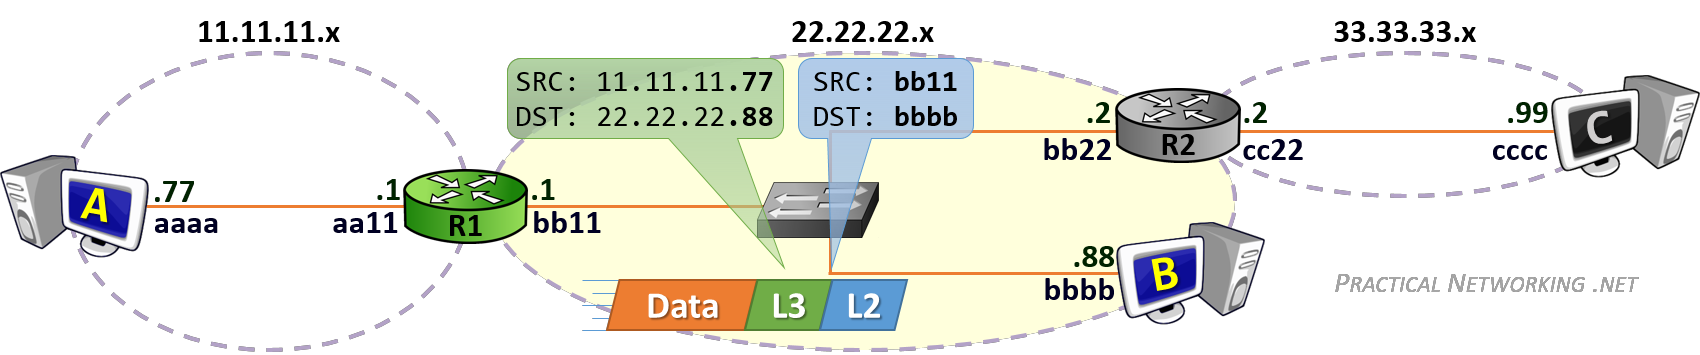 11.11.11.x
22.22.22.x
33.33.33.x
SRC: 11.11.11.77
DST: 22.22.22.88
SRC: bb11
DST: bbbb
A
.77
aaaa
.1
aa11
R1
.1
bb11
.2
bb22
R2
.2
cc22
.99
cccc
C
.88
bbbb
B
Data
L3
L2
PRACTICAL NETWORKING .NET